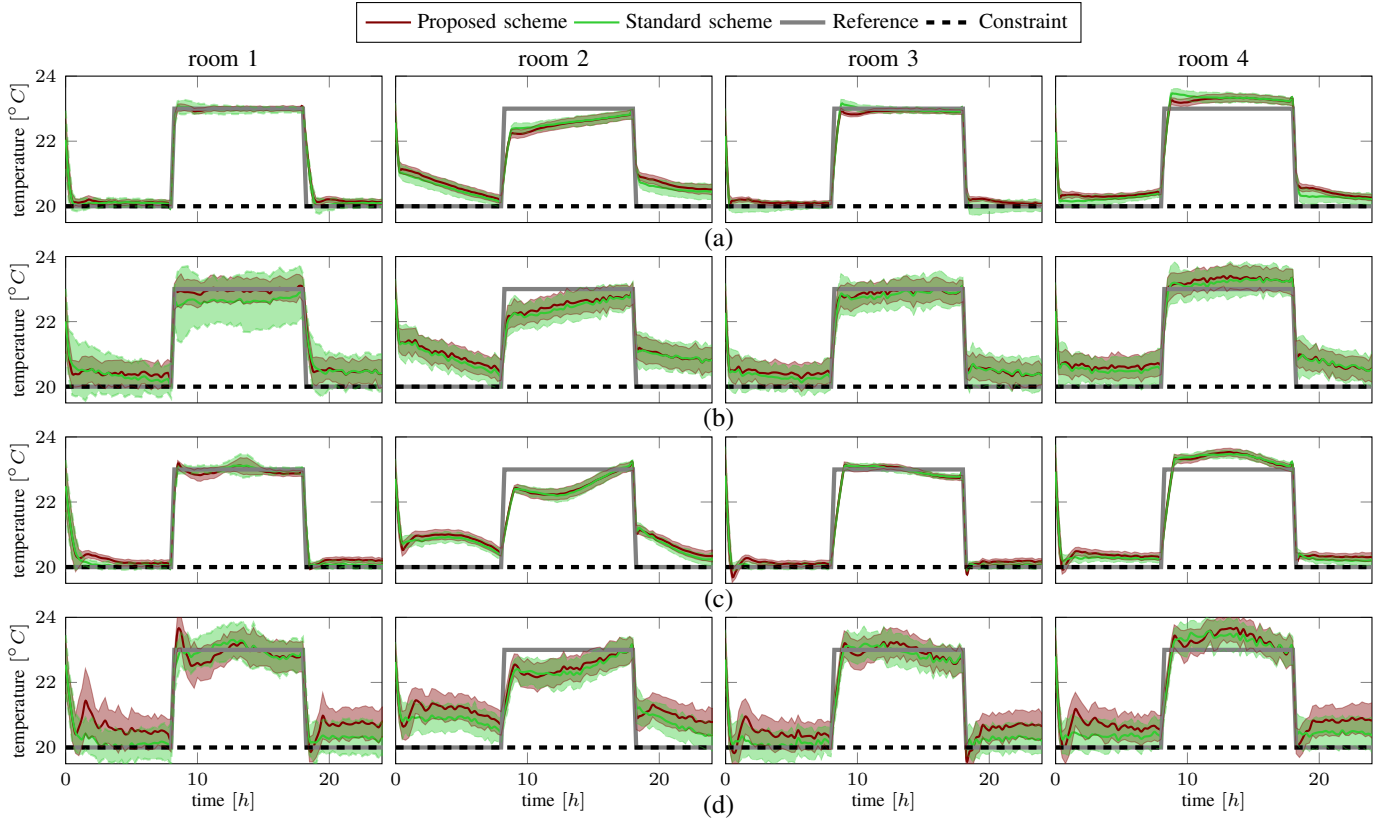 Proposed scheme Standard scheme Reference Constraint
room 1 room 2 room 3 room 4
24
22
20
temperature [°C]
(a)
24
22
20
temperature [°C]
(b)
24
22
20
temperature [°C]
(c)
24
22
20
temperature [°C]
0 10 20 0 10 20 0 10 20 0 10 20
time [h] time [h] time [h] time [h]
(d)